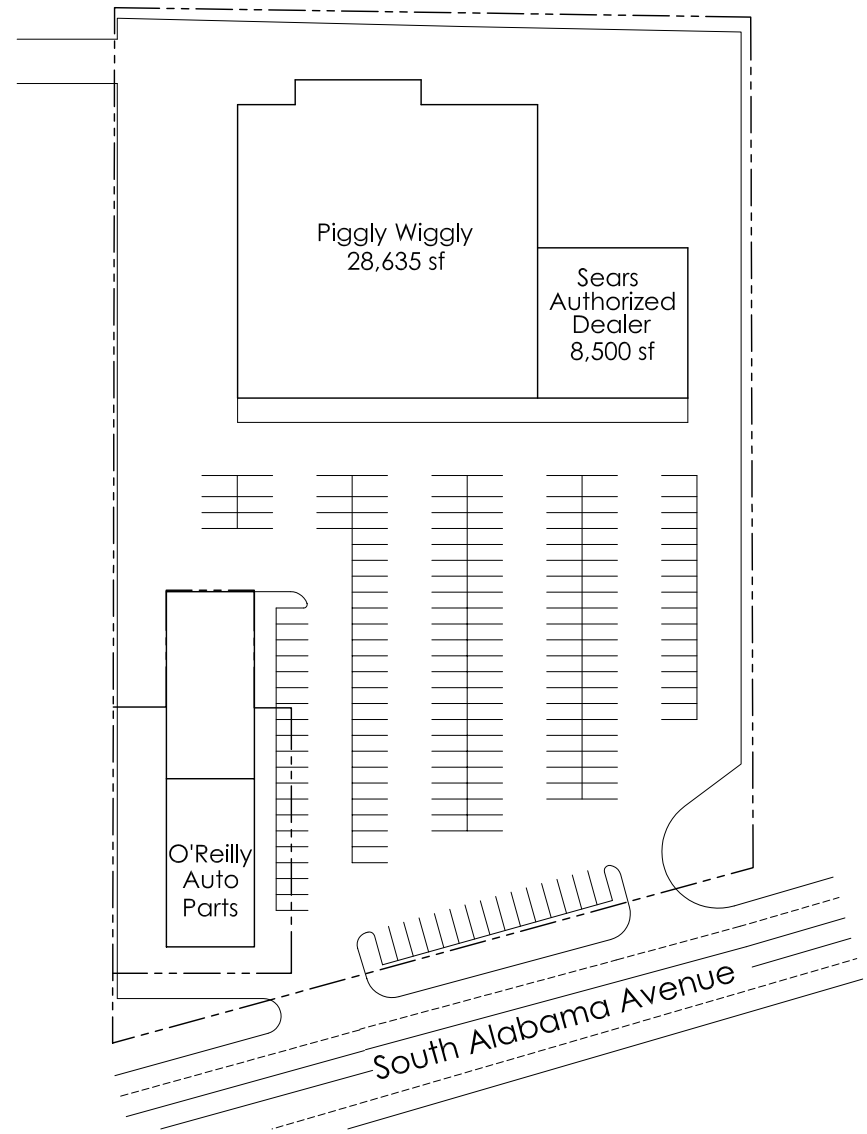 Piggly Wiggly
28,635 sf
Sears
Authorized
Dealer
8,500 sf
O'Reilly
Auto
Parts
South Alabama Avenue